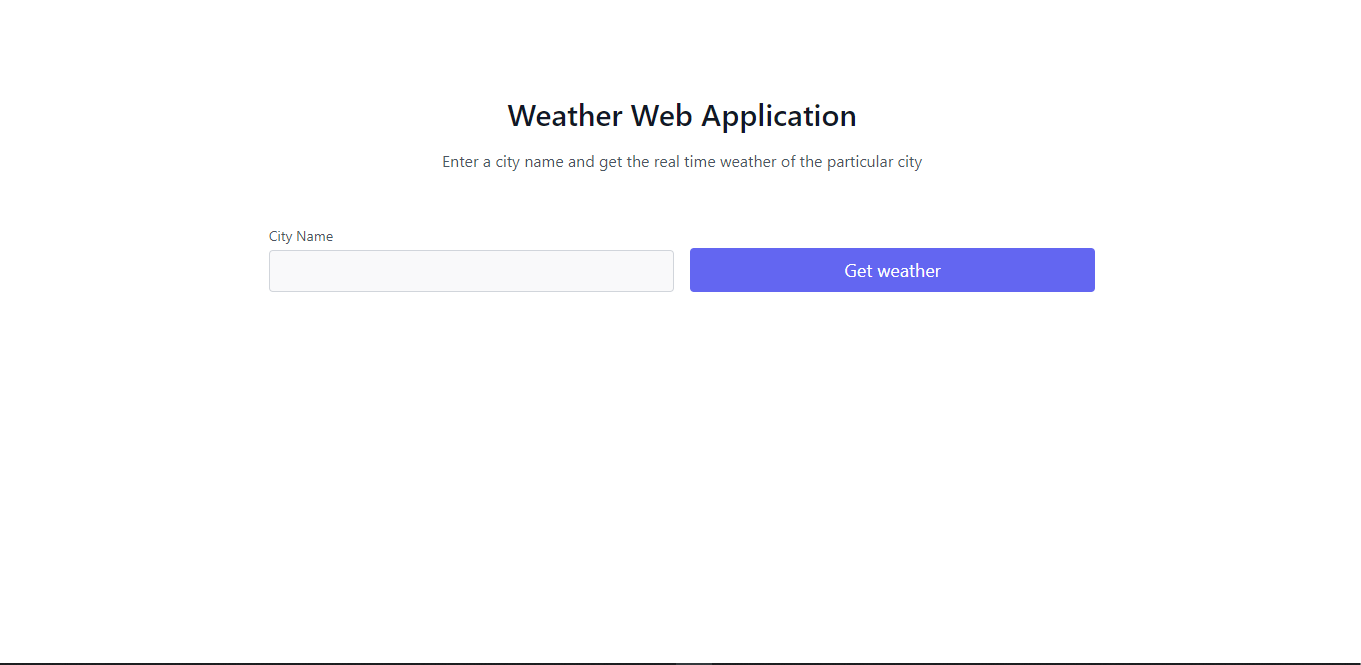 Weather Web Application
Enter a city name and get the real time weather of the particular city
City Name
Get weather